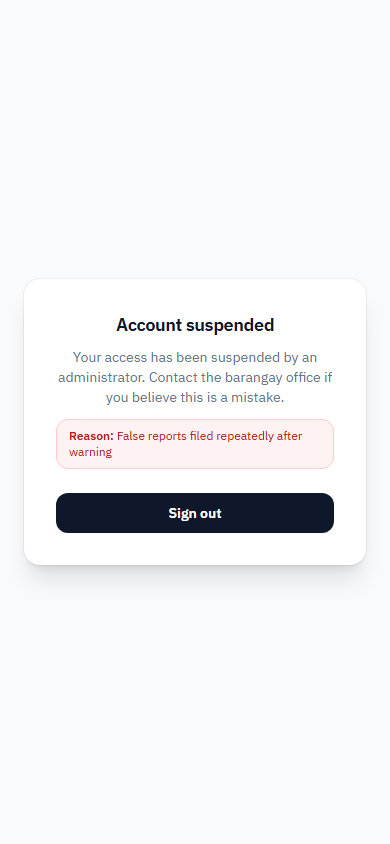 Account suspended
Your access has been suspended by an
administrator. Contact the barangay office if
you believe this is a mistake.
Reason: False reports filed repeatedly after
warning
Sign out